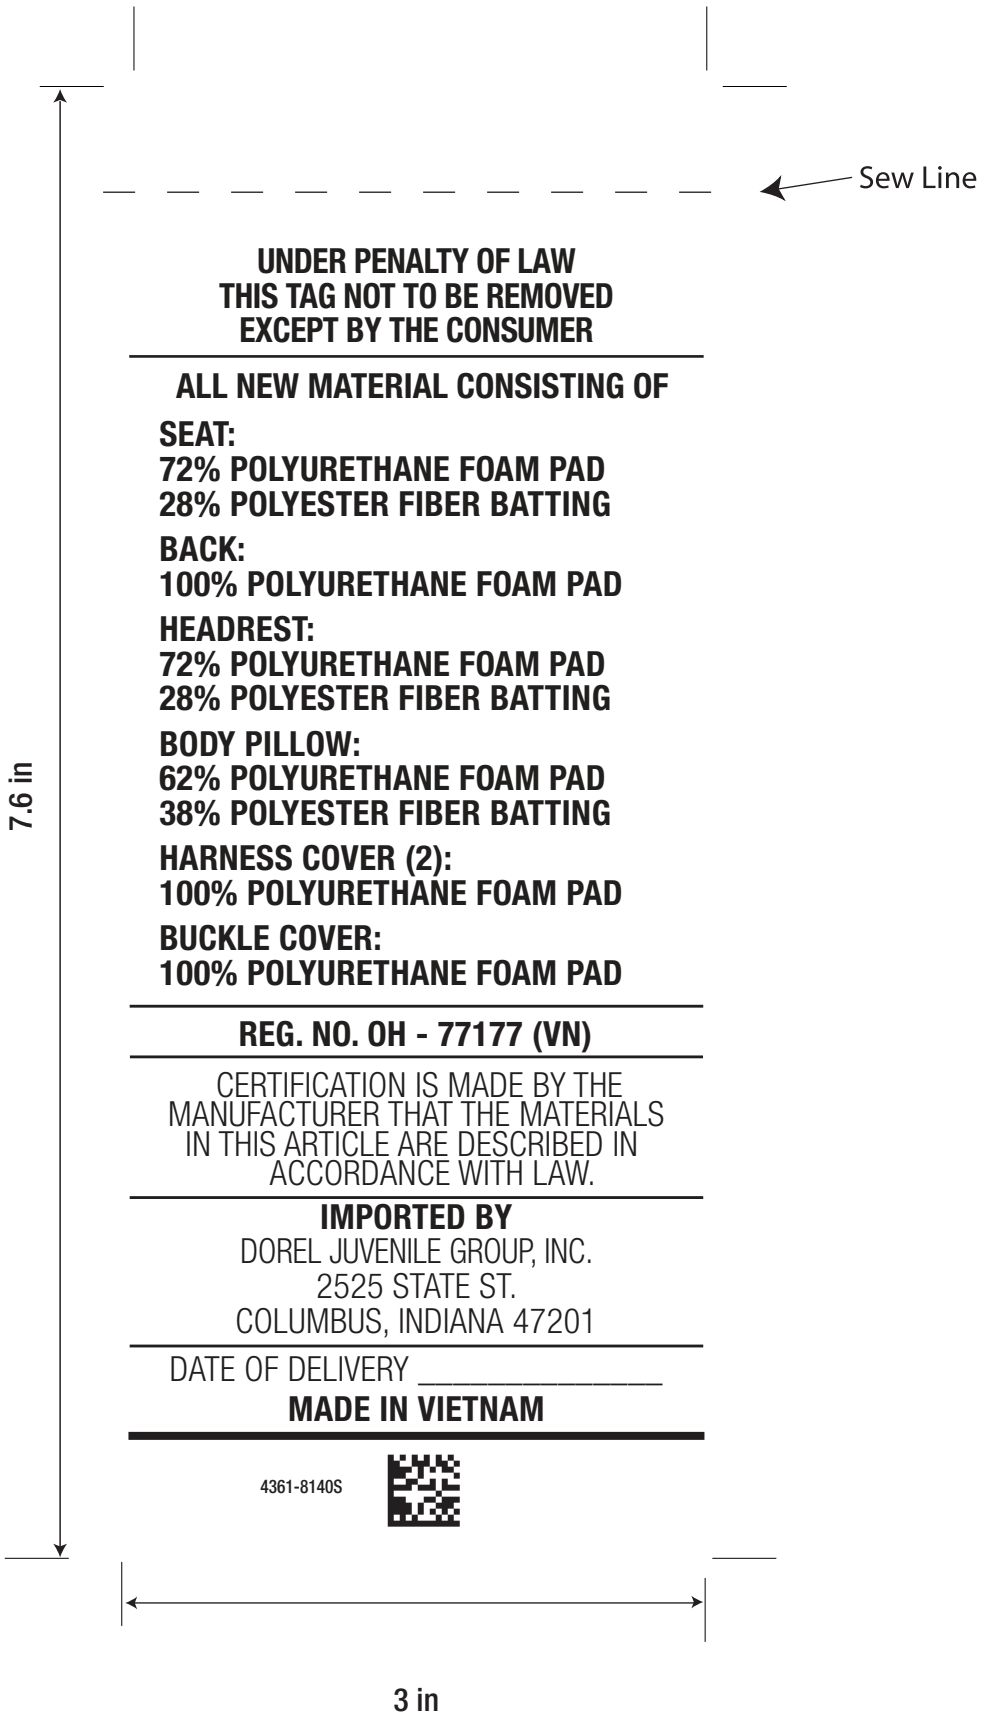 Sew Line
UNDER PENALTY OF LAW
THIS TAG NOT TO BE REMOVED
EXCEPT BY THE CONSUMER
ALL NEW MATERIAL CONSISTING OF
SEAT:
72% POLYURETHANE FOAM PAD
28% POLYESTER FIBER BATTING
BACK:
100% POLYURETHANE FOAM PAD
HEADREST:
72% POLYURETHANE FOAM PAD
28% POLYESTER FIBER BATTING
BODY PILLOW:
62% POLYURETHANE FOAM PAD
38% POLYESTER FIBER BATTING
HARNESS COVER (2):
100% POLYURETHANE FOAM PAD
BUCKLE COVER:
100% POLYURETHANE FOAM PAD
REG. NO. OH - 77177 (VN)
CERTIFICATION IS MADE BY THE
MANUFACTURER THAT THE MATERIALS
IN THIS ARTICLE ARE DESCRIBED IN
ACCORDANCE WITH LAW.
IMPORTED BY
DOREL JUVENILE GROUP, INC.
2525 STATE ST.
COLUMBUS, INDIANA 47201
DATE OF DELIVERY _______________
MADE IN VIETNAM
4361-8140S
7.6 in
3 in